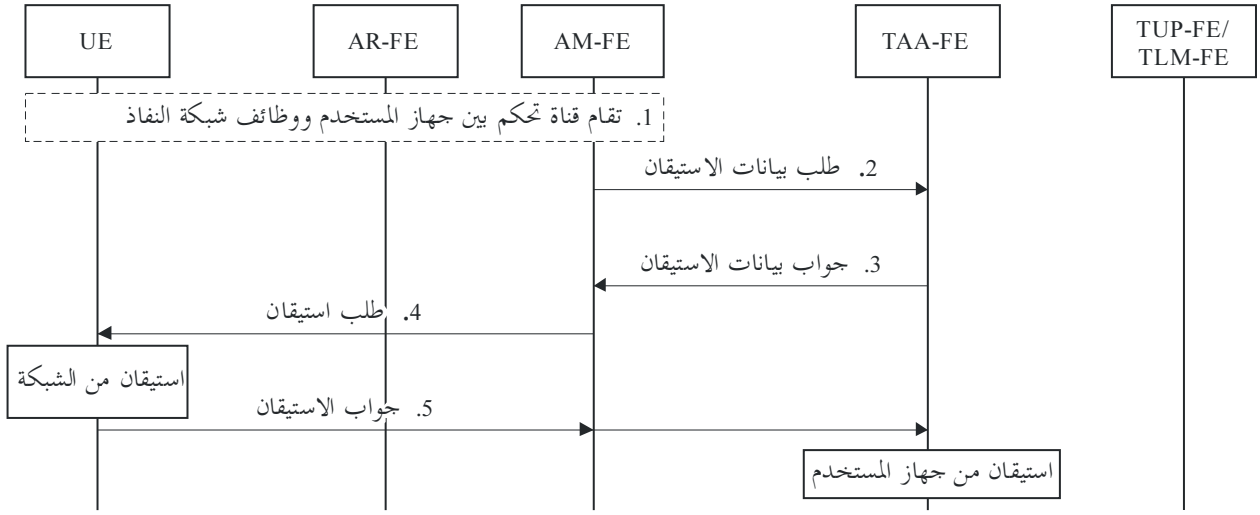 UE
AR-FE
AM-FE
TAA-FE
TUP-FE/
TLM-FE
1. تقام قناة تحكم بين جهاز المستخدم ووظائف شبكة النفاذ
2. طلب بيانات الاستيقان
3. جواب بيانات الاستيقان
4. طلب استيقان
استيقان من الشبكة
5. جواب الاستيقان
استيقان من جهاز المستخدم